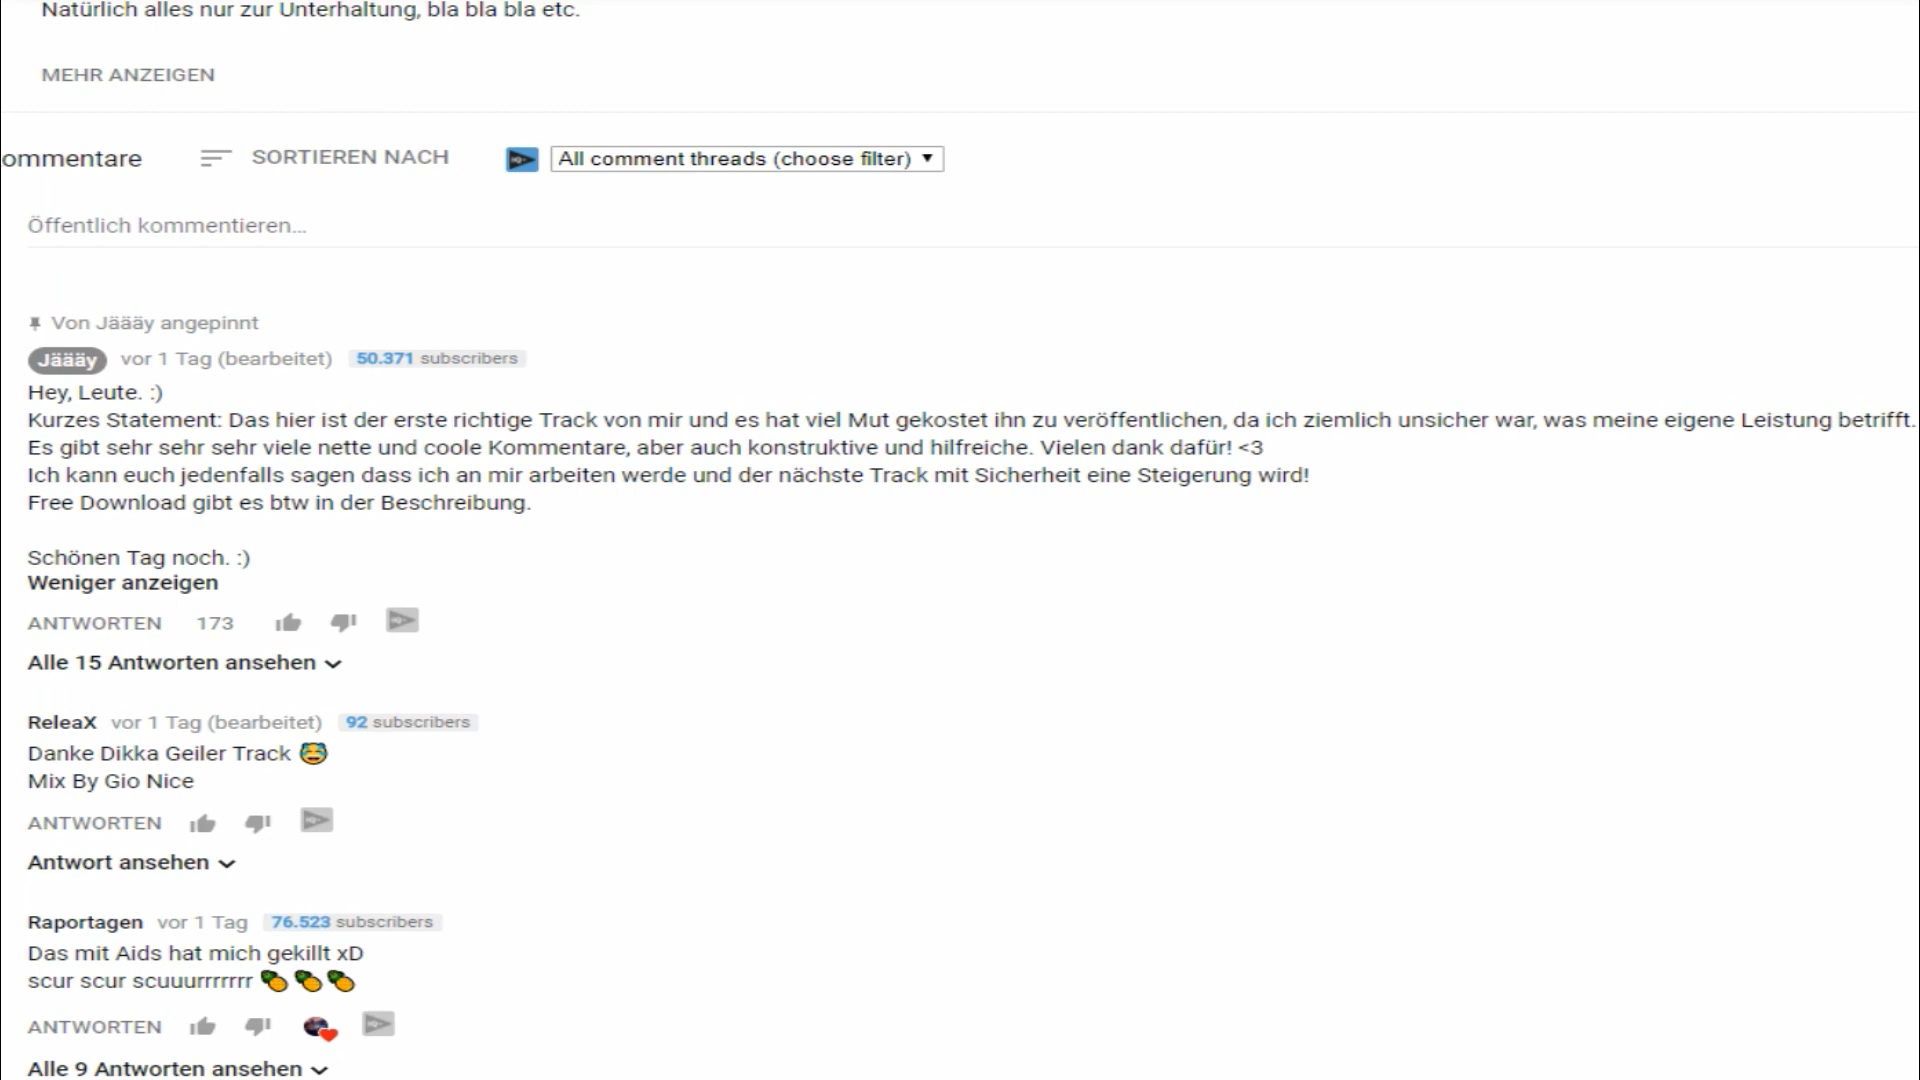 Natürlich alles nur zur Unterhaltung, bla bla bla etc.
MEHR ANZEIGEN
ommentare SORTIEREN NACH All comment threads (choose filter)
Öffentlich kommentieren...
Von Jäääy angepinnt
Jäääy vor 1 Tag (bearbeitet) 50.371 subscribers
Hey, Leute. :)
Kurzes Statement: Das hier ist der erste richtige Track von mir und es hat viel Mut gekostet ihn zu veröffentlichen, da ich ziemlich unsicher war, was meine eigene Leistung betrifft.
Es gibt sehr sehr sehr viele nette und coole Kommentare, aber auch konstruktive und hilfreiche. Vielen dank dafür! <3
Ich kann euch jedenfalls sagen dass ich an mir arbeiten werde und der nächste Track mit Sicherheit eine Steigerung wird!
Free Download gibt es btw in der Beschreibung.
Schönen Tag noch. :)
Weniger anzeigen
ANTWORTEN 173
Alle 15 Antworten ansehen
ReleaX vor 1 Tag (bearbeitet) 92 subscribers
Danke Dikka Geiler Track
Mix By Gio Nice
ANTWORTEN
Antwort ansehen
Raportagen vor 1 Tag 76.523 subscribers
Das mit Aids hat mich gekillt xD
scur scur scuuurrrrrrr
ANTWORTEN
Alle 9 Antworten ansehen